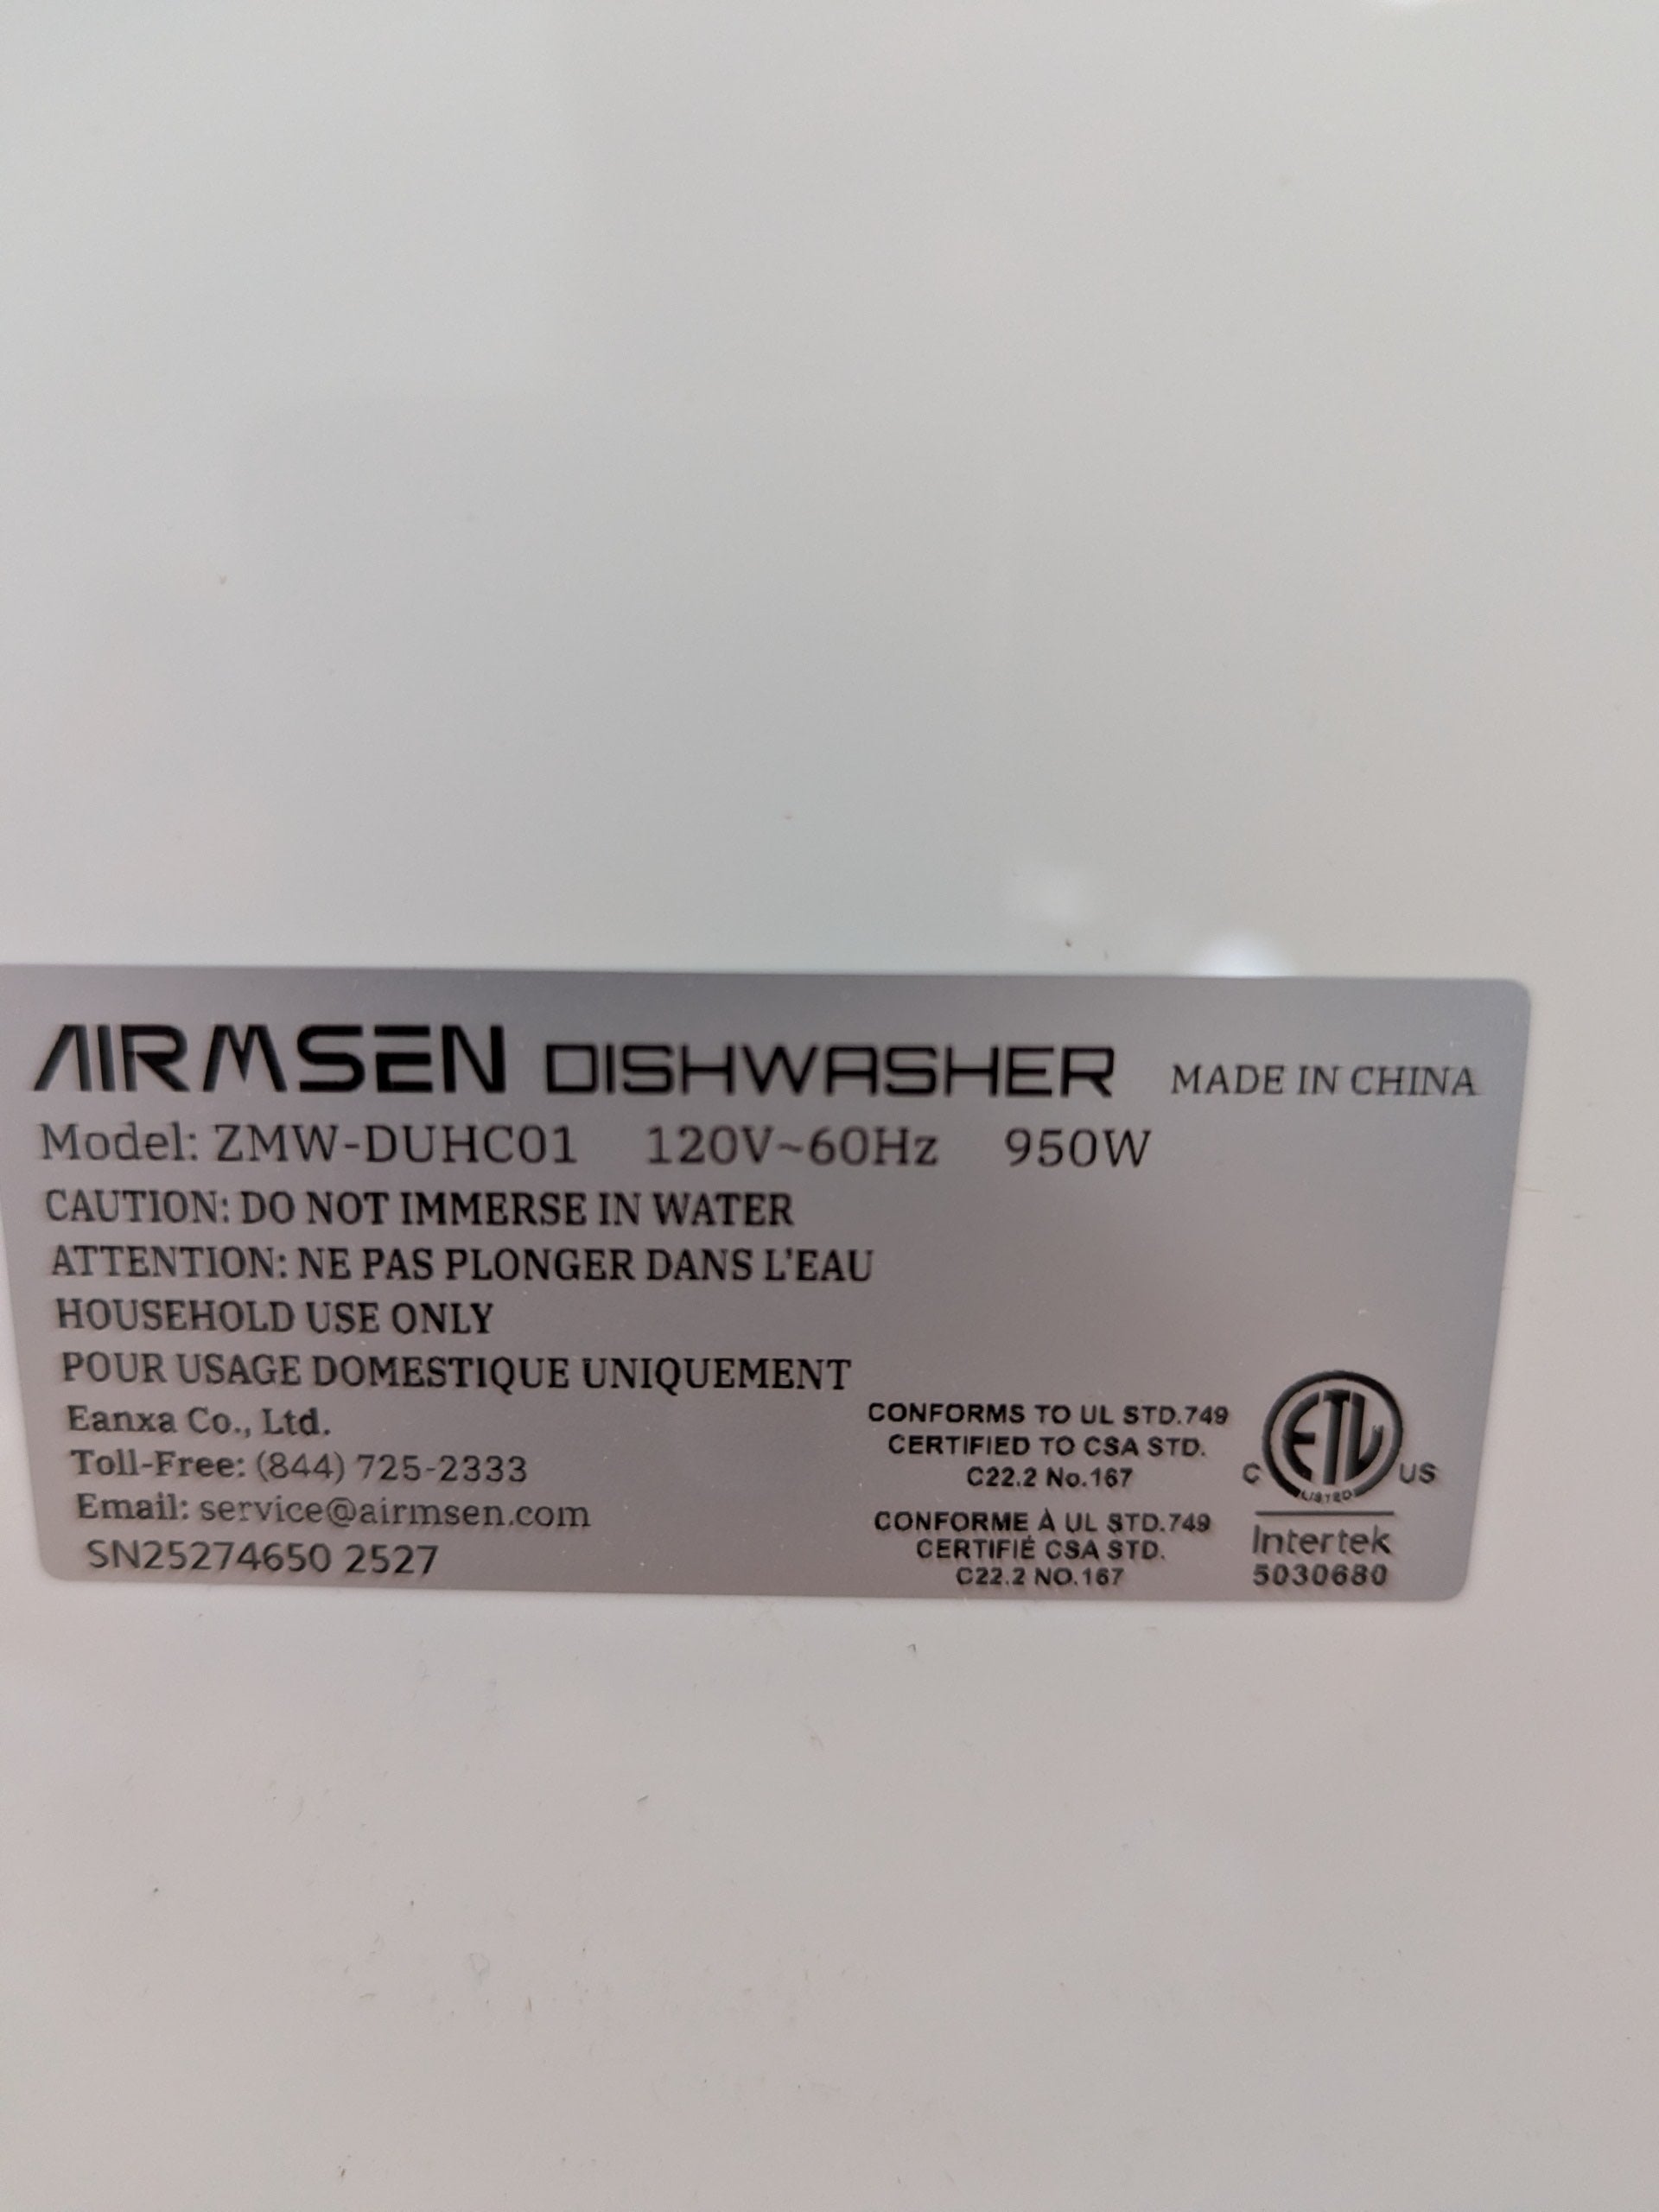 AIRMSEN DISHWASHER MADE IN CHINA
Model: ZMW-DUHC01 120V~60Hz 950W
CAUTION: DO NOT IMMERSE IN WATER
ATTENTION: NE PAS PLONGER DANS L'EAU
HOUSEHOLD USE ONLY
POUR USAGE DOMESTIQUE UNIQUEMENT
Eanxa Co., Ltd.
Toll-Free: (844) 725-2333
Email: service@airmsen.com
SN25274650 2527
CONFORMS TO UL STD.749
CERTIFIED TO CSA STD.
C22.2 No.167
CONFORME À UL STD.749
CERTIFIÉ CSA STD.
C22.2 NO.167
C ETL US
LISTED
Intertek
5030680